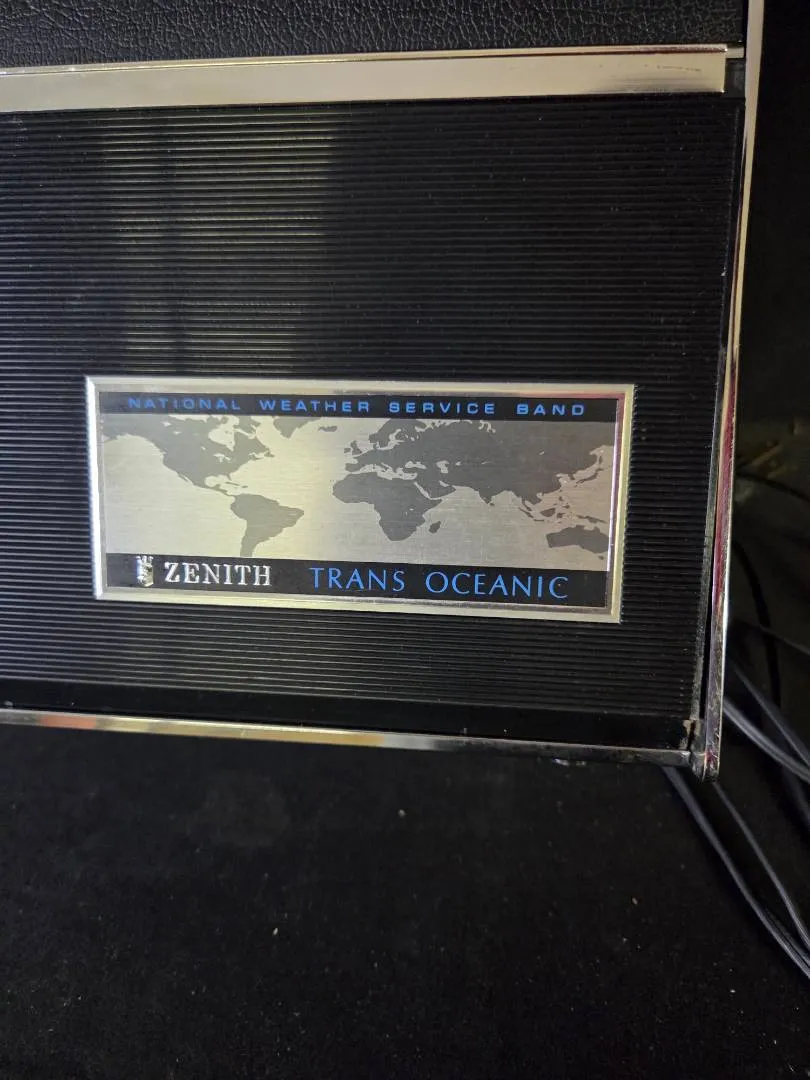 NATIONAL WEATHER SERVICE BAND
ZENITH TRANS OCEANIC